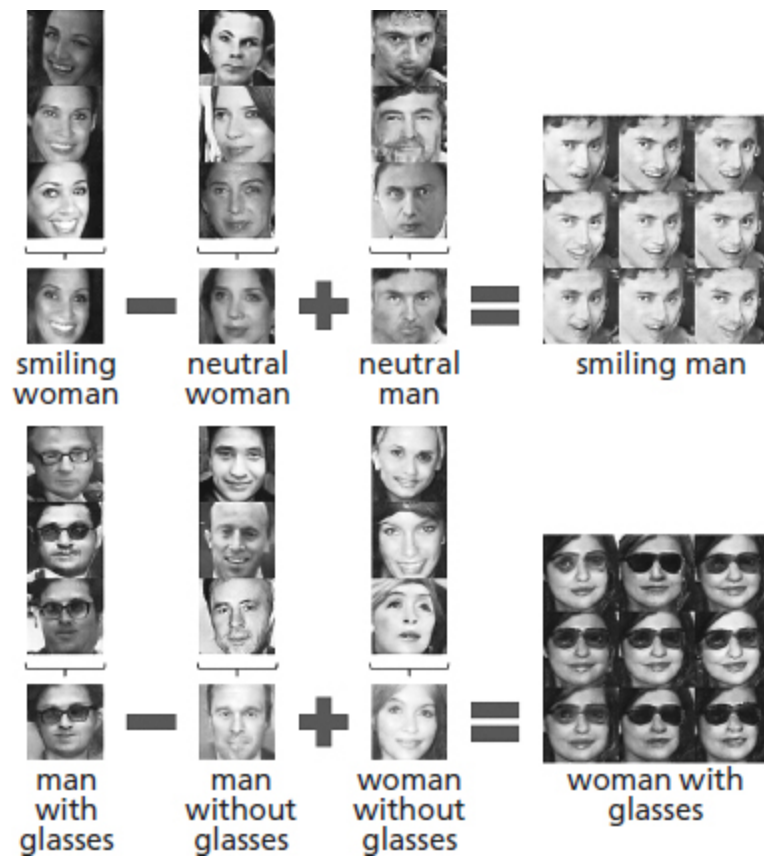 smiling woman
neutral woman
neutral man
smiling man
man with glasses
man without glasses
woman without glasses
woman with glasses